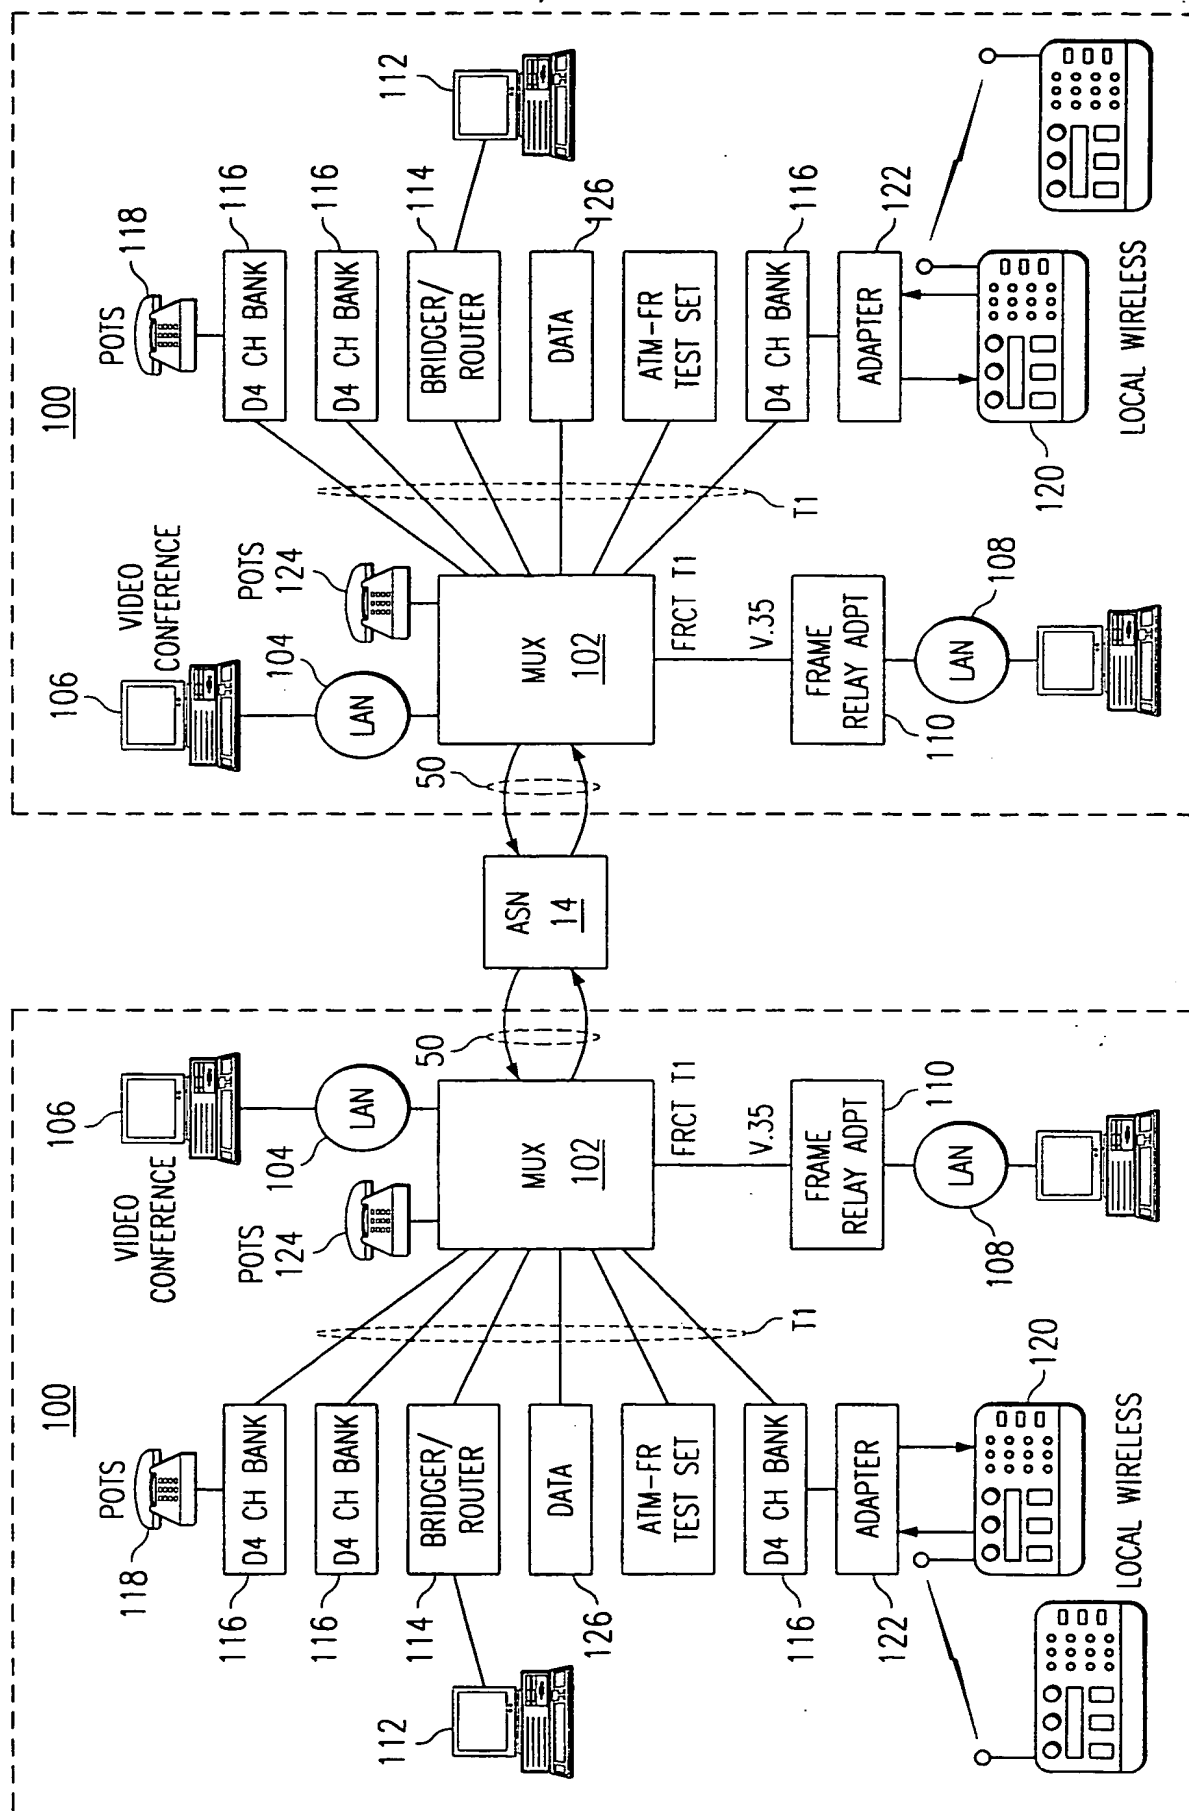 100
POTS
118
D4 CH BANK
116
D4 CH BANK
116
BRIDGER/
ROUTER
114
112
DATA
126
ATM-FR
TEST SET
D4 CH BANK
116
ADAPTER
122
120
LOCAL WIRELESS
T1
VIDEO
CONFERENCE
106
LAN
104
POTS
124
MUX
102
50
FRCT T1
V.35
FRAME
RELAY ADPT
110
LAN
108
ASN
14
100
VIDEO
CONFERENCE
106
LAN
104
POTS
124
MUX
102
50
FRCT T1
V.35
FRAME
RELAY ADPT
110
LAN
108
T1
POTS
118
D4 CH BANK
116
D4 CH BANK
116
BRIDGER/
ROUTER
114
112
DATA
126
ATM-FR
TEST SET
D4 CH BANK
116
ADAPTER
122
120
LOCAL WIRELESS